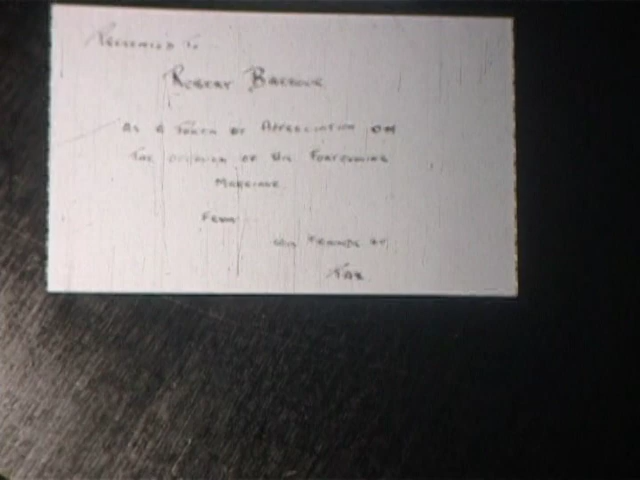 Presented To
Robert Barbour
As a Token of Appreciation on
The Occasion of his Forthcoming
Marriage
From
His Friends at